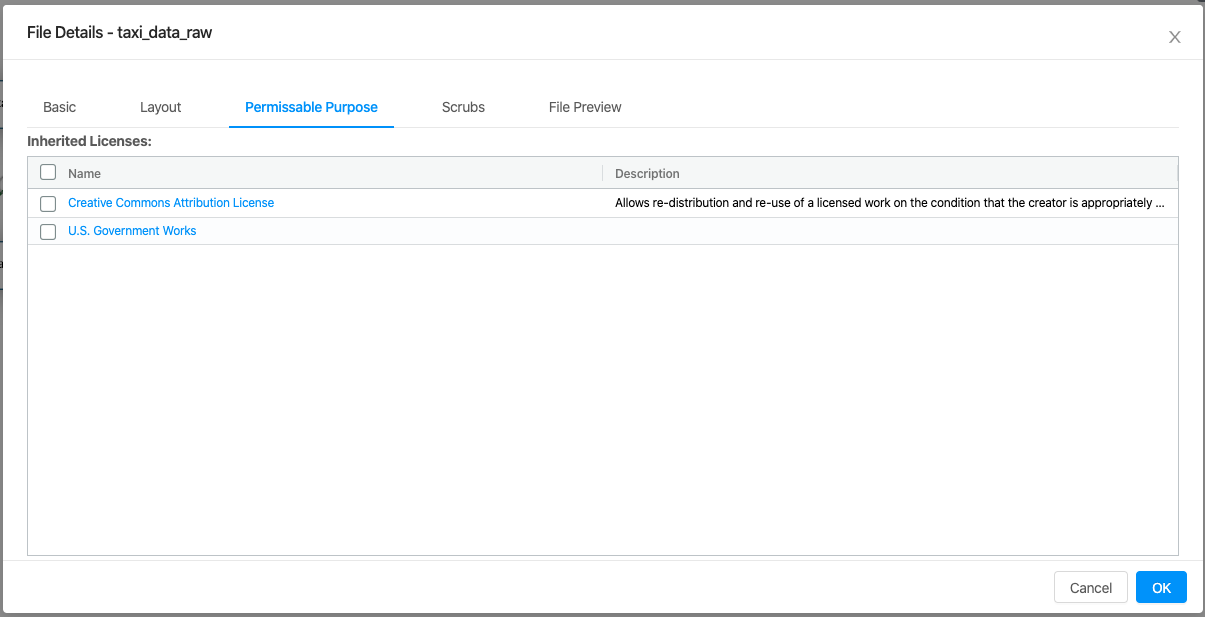 File Details - taxi_data_raw
Basic Layout Permissable Purpose Scrubs File Preview
Inherited Licenses:
Name Description
Creative Commons Attribution License Allows re-distribution and re-use of a licensed work on the condition that the creator is appropriately ...
U.S. Government Works
Cancel OK